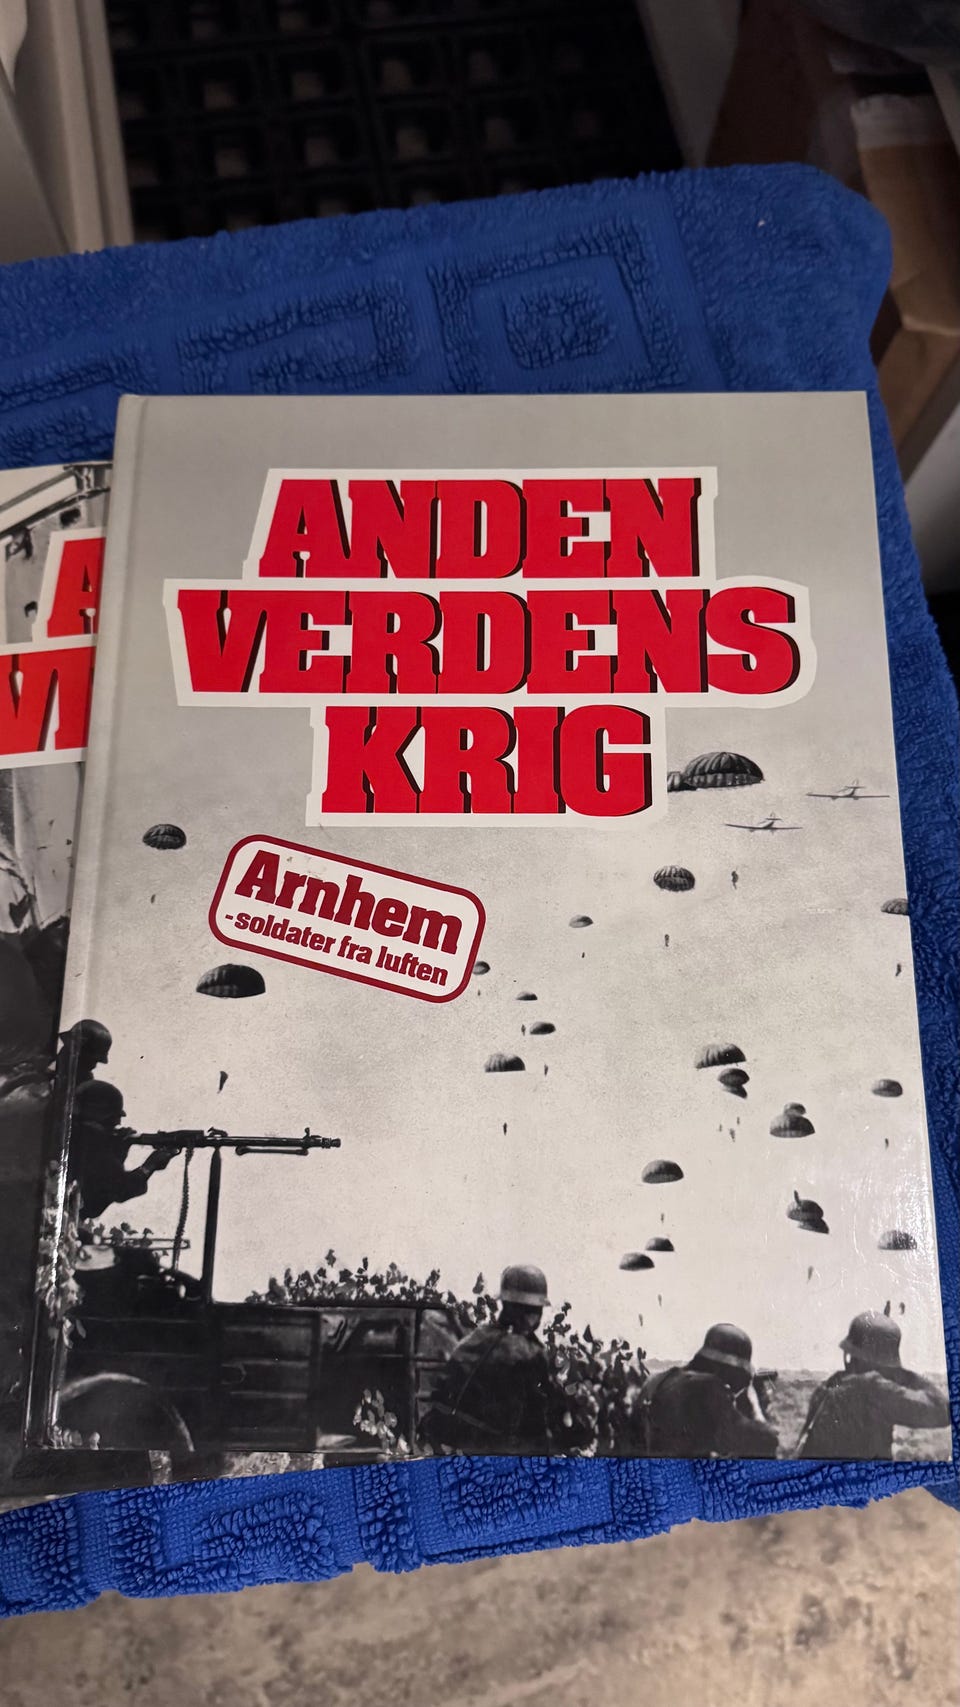 ANDEN
VERDENS
KRIG
Arnhem
-soldater fra luften